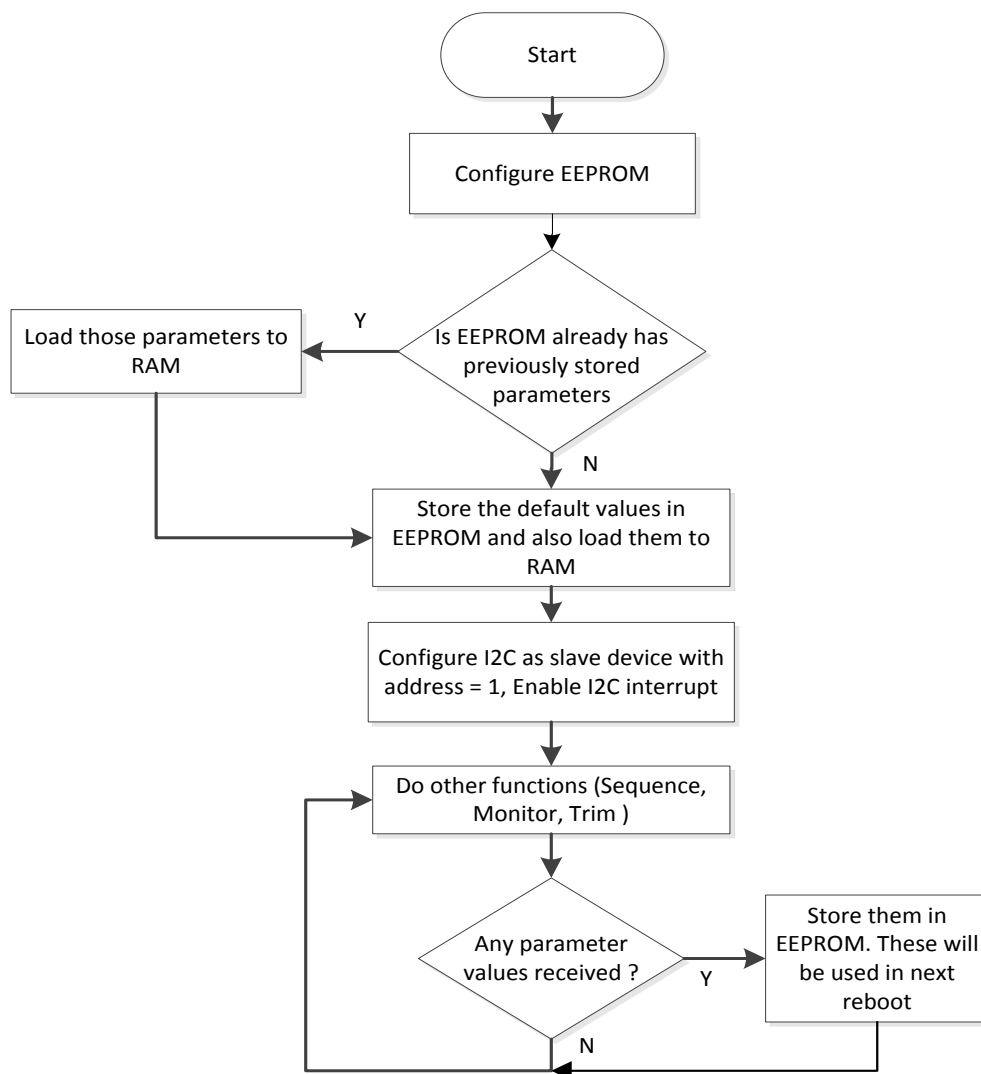 Start
Configure EEPROM
Y
Load those parameters to
RAM
Is EEPROM already has
previously stored
parameters
N
Store the default values in
EEPROM and also load them to
RAM
Configure I2C as slave device with
address = 1, Enable I2C interrupt
Do other functions (Sequence,
Monitor, Trim )
Any parameter
values received ?
Y
Store them in
EEPROM. These will
be used in next
reboot
N